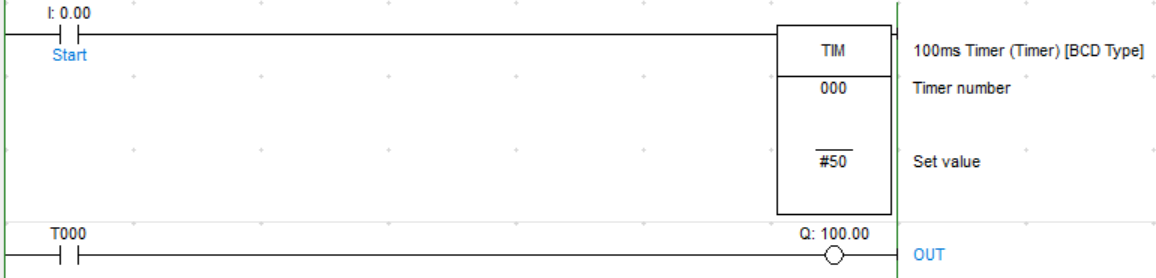 I: 0.00
Start
TIM 100ms Timer (Timer) [BCD Type]
000 Timer number
#50 Set value
T000 Q: 100.00
OUT